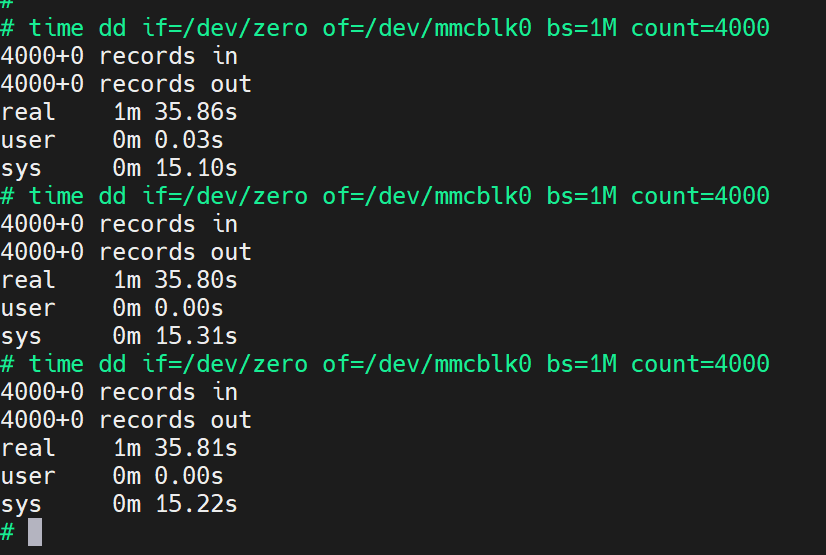 #
# time dd if=/dev/zero of=/dev/mmcblk0 bs=1M count=4000
4000+0 records in
4000+0 records out
real    1m 35.86s
user    0m 0.03s
sys     0m 15.10s
# time dd if=/dev/zero of=/dev/mmcblk0 bs=1M count=4000
4000+0 records in
4000+0 records out
real    1m 35.80s
user    0m 0.00s
sys     0m 15.31s
# time dd if=/dev/zero of=/dev/mmcblk0 bs=1M count=4000
4000+0 records in
4000+0 records out
real    1m 35.81s
user    0m 0.00s
sys     0m 15.22s
#